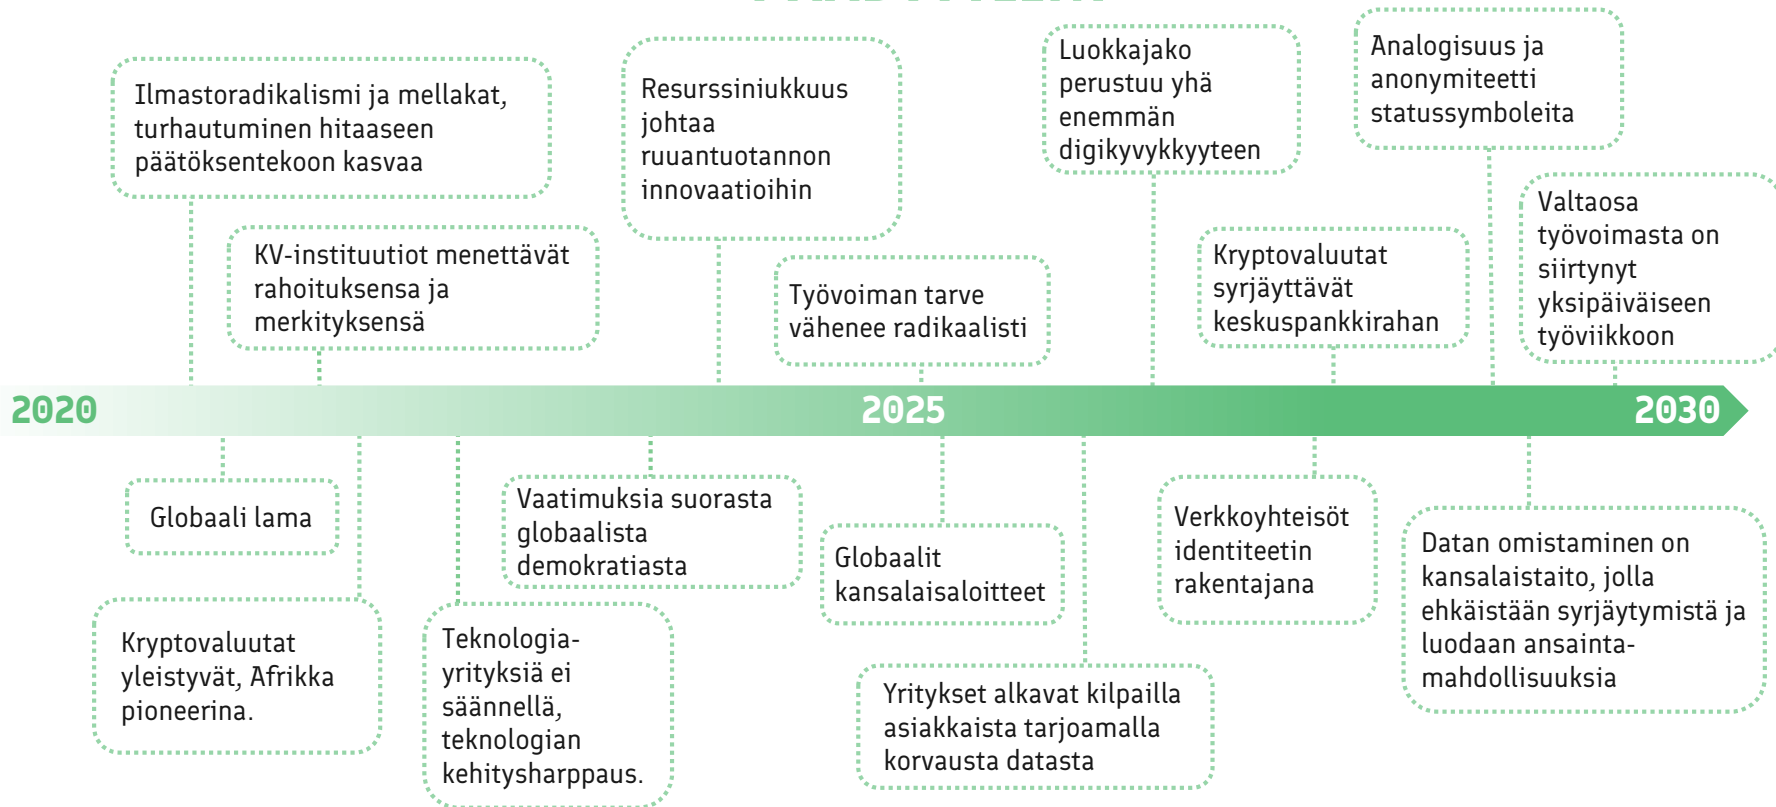 Ilmastoradikalismi ja mellakat,
turhautuminen hitaaseen
päätöksentekoon kasvaa
KV-instituutiot menettävät
rahoituksensa ja
merkityksensä
Resurssiniukkuus
johtaa
ruuantuotannon
innovaatioihin
Työvoiman tarve
vähenee radikaalisti
Luokkajako
perustuu yhä
enemmän
digikyvykkyyteen
Kryptovaluutat
syrjäyttävät
keskuspankkirahan
Analogisuus ja
anonymiteetti
statussymboleita
Valtaosa
työvoimasta on
siirtynyt
yksipäiväiseen
työviikkoon
2020
2025
2030
Globaali lama
Kryptovaluutat
yleistyvät, Afrikka
pioneerina.
Teknologia-
yrityksiä ei
säännellä,
teknologian
kehitysharppaus.
Vaatimuksia suorasta
globaalista
demokratiasta
Globaalit
kansalaisaloitteet
Yritykset alkavat kilpailla
asiakkaista tarjoamalla
korvausta datasta
Verkkoyhteisöt
identiteetin
rakentajana
Datan omistaminen on
kansalaistaito, jolla
ehkäistään syrjäytymistä ja
luodaan ansainta-
mahdollisuuksia